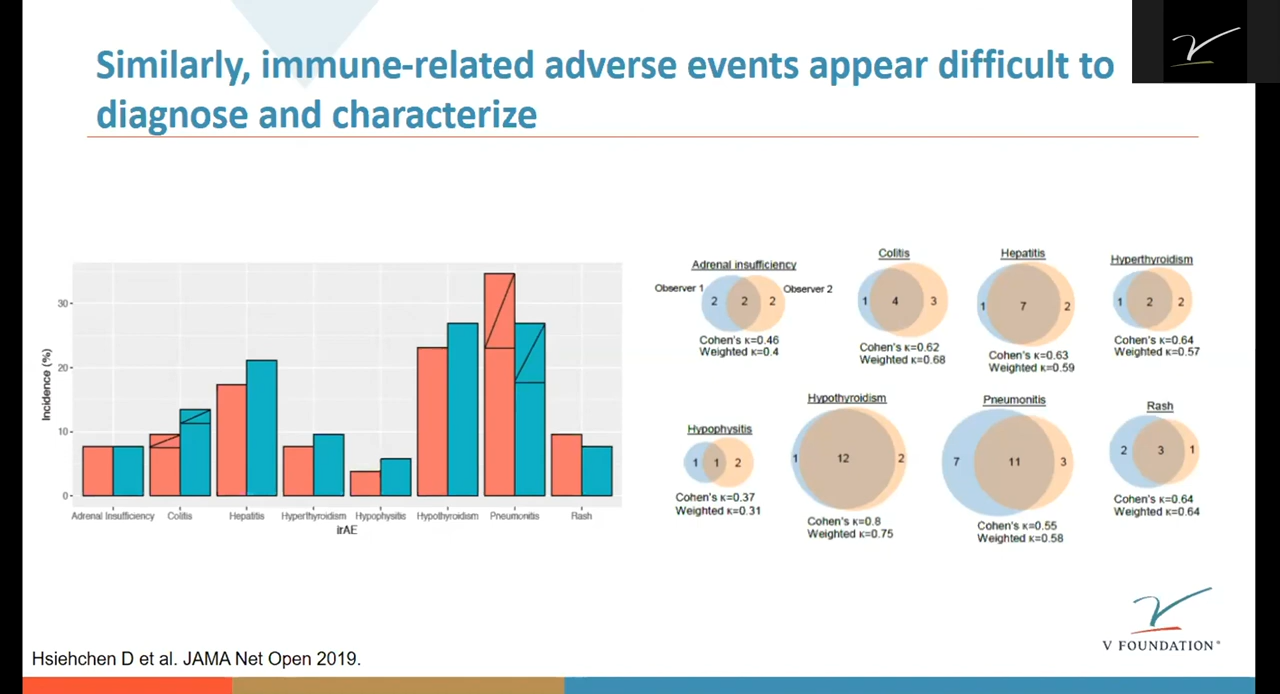 Similarly, immune-related adverse events appear difficult to
diagnose and characterize
Incidence (%)
30
20
10
0
Adrenal Insufficiency
Colitis
Hepatitis
Hyperthyroidism
Hypophysitis
Hypothyroidism
Pneumonitis
Rash
irAE
Adrenal insufficiency
Observer 1
Observer 2
2 2 2
Cohen's κ=0.46
Weighted κ=0.4
Colitis
1 4 3
Cohen's κ=0.62
Weighted κ=0.68
Hepatitis
1 7 2
Cohen's κ=0.63
Weighted κ=0.59
Hyperthyroidism
1 2 2
Cohen's κ=0.64
Weighted κ=0.57
Hypophysitis
1 1 2
Cohen's κ=0.37
Weighted κ=0.31
Hypothyroidism
1 12 2
Cohen's κ=0.8
Weighted κ=0.75
Pneumonitis
7 11 3
Cohen's κ=0.55
Weighted κ=0.58
Rash
2 3 1
Cohen's κ=0.64
Weighted κ=0.64
Hsiehchen D et al. JAMA Net Open 2019.
V FOUNDATION®